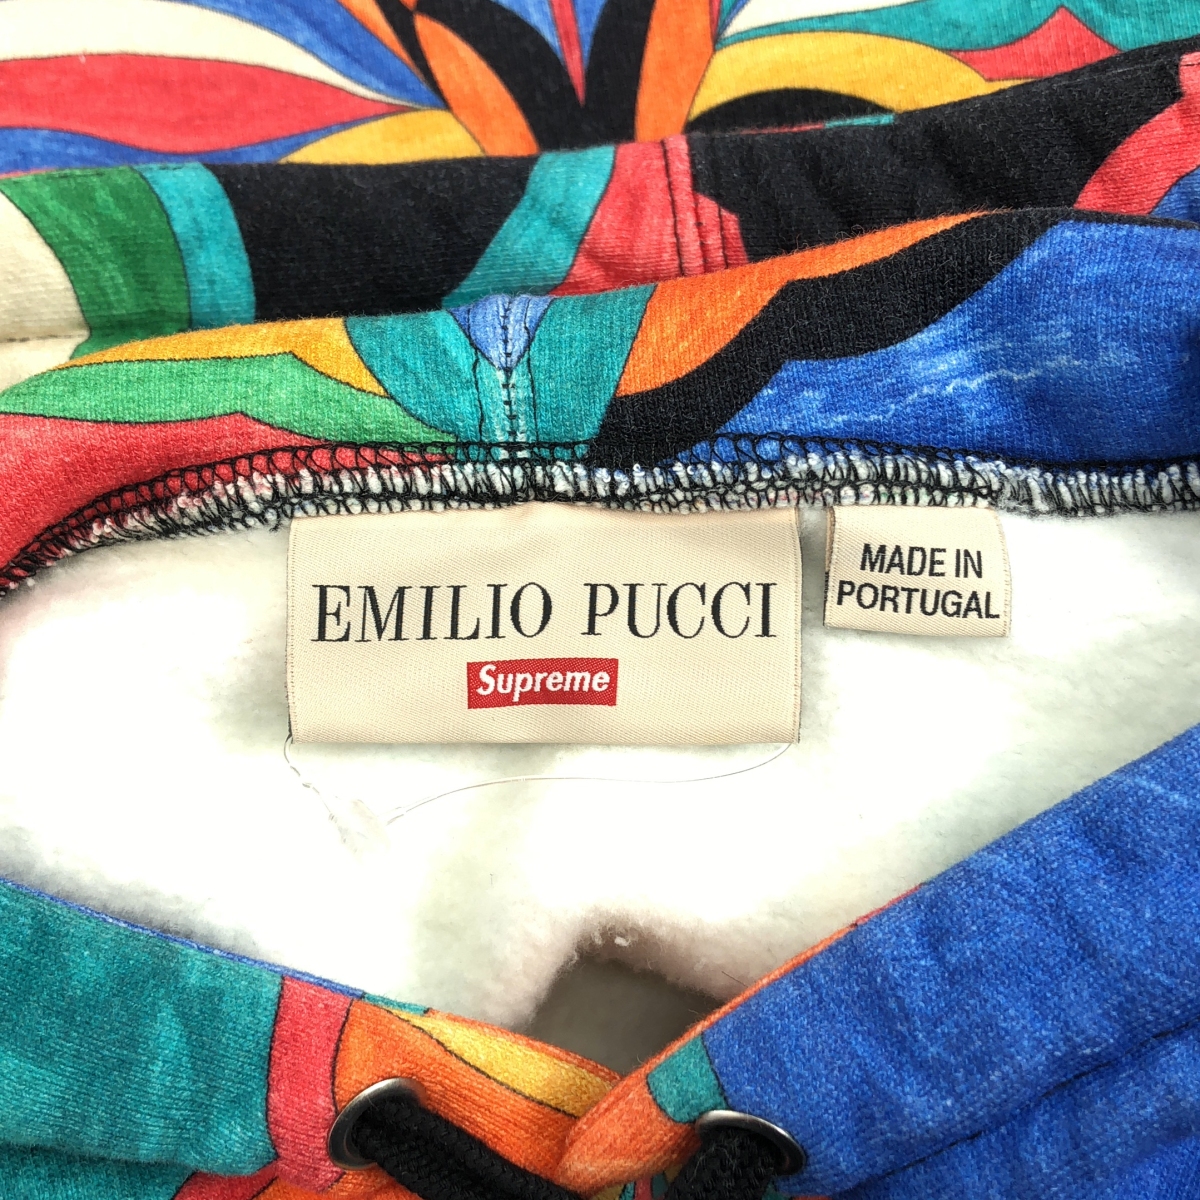 EMILIO PUCCI
Supreme
MADE IN
PORTUGAL